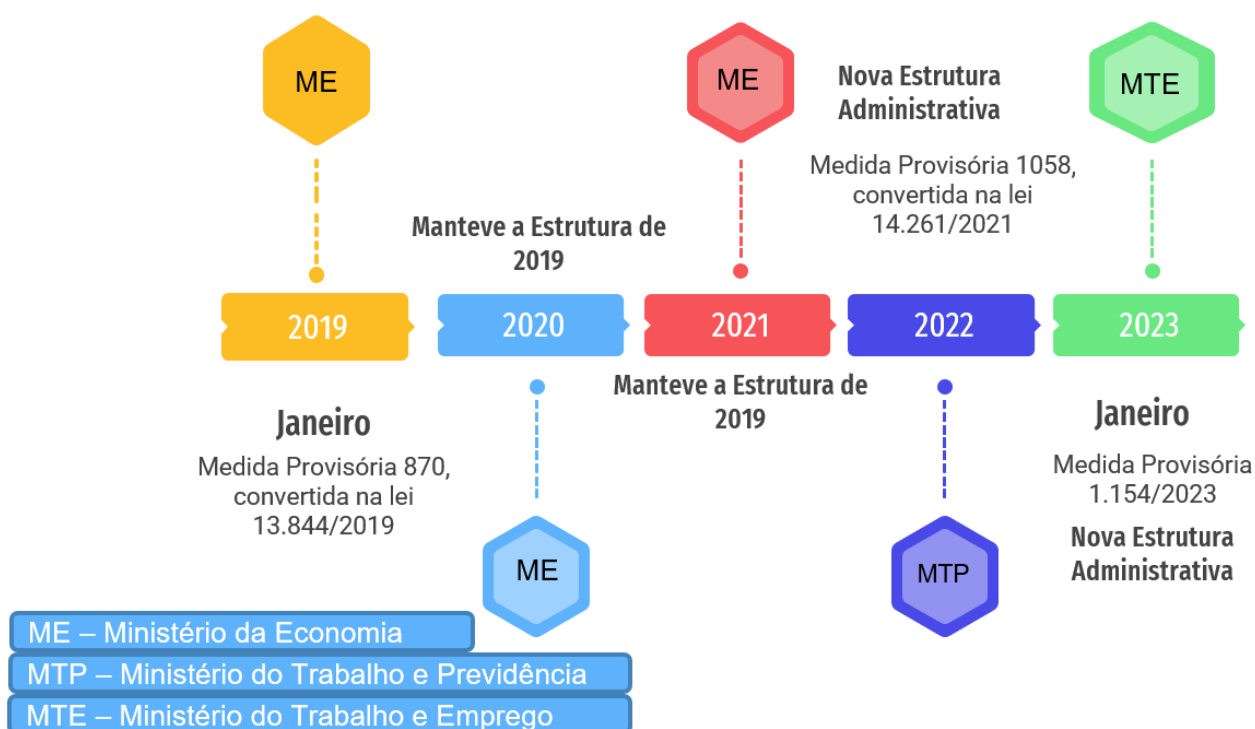 ME
ME
Nova Estrutura
Administrativa
Medida Provisória 1058,
convertida na lei
14.261/2021
MTE
Manteve a Estrutura de
2019
2019
2020
2021
2022
2023
Janeiro
Medida Provisória 870,
convertida na lei
13.844/2019
Manteve a Estrutura de
2019
Janeiro
Medida Provisória
1.154/2023
Nova Estrutura
Administrativa
ME
MTP
ME – Ministério da Economia
MTP – Ministério do Trabalho e Previdência
MTE – Ministério do Trabalho e Emprego